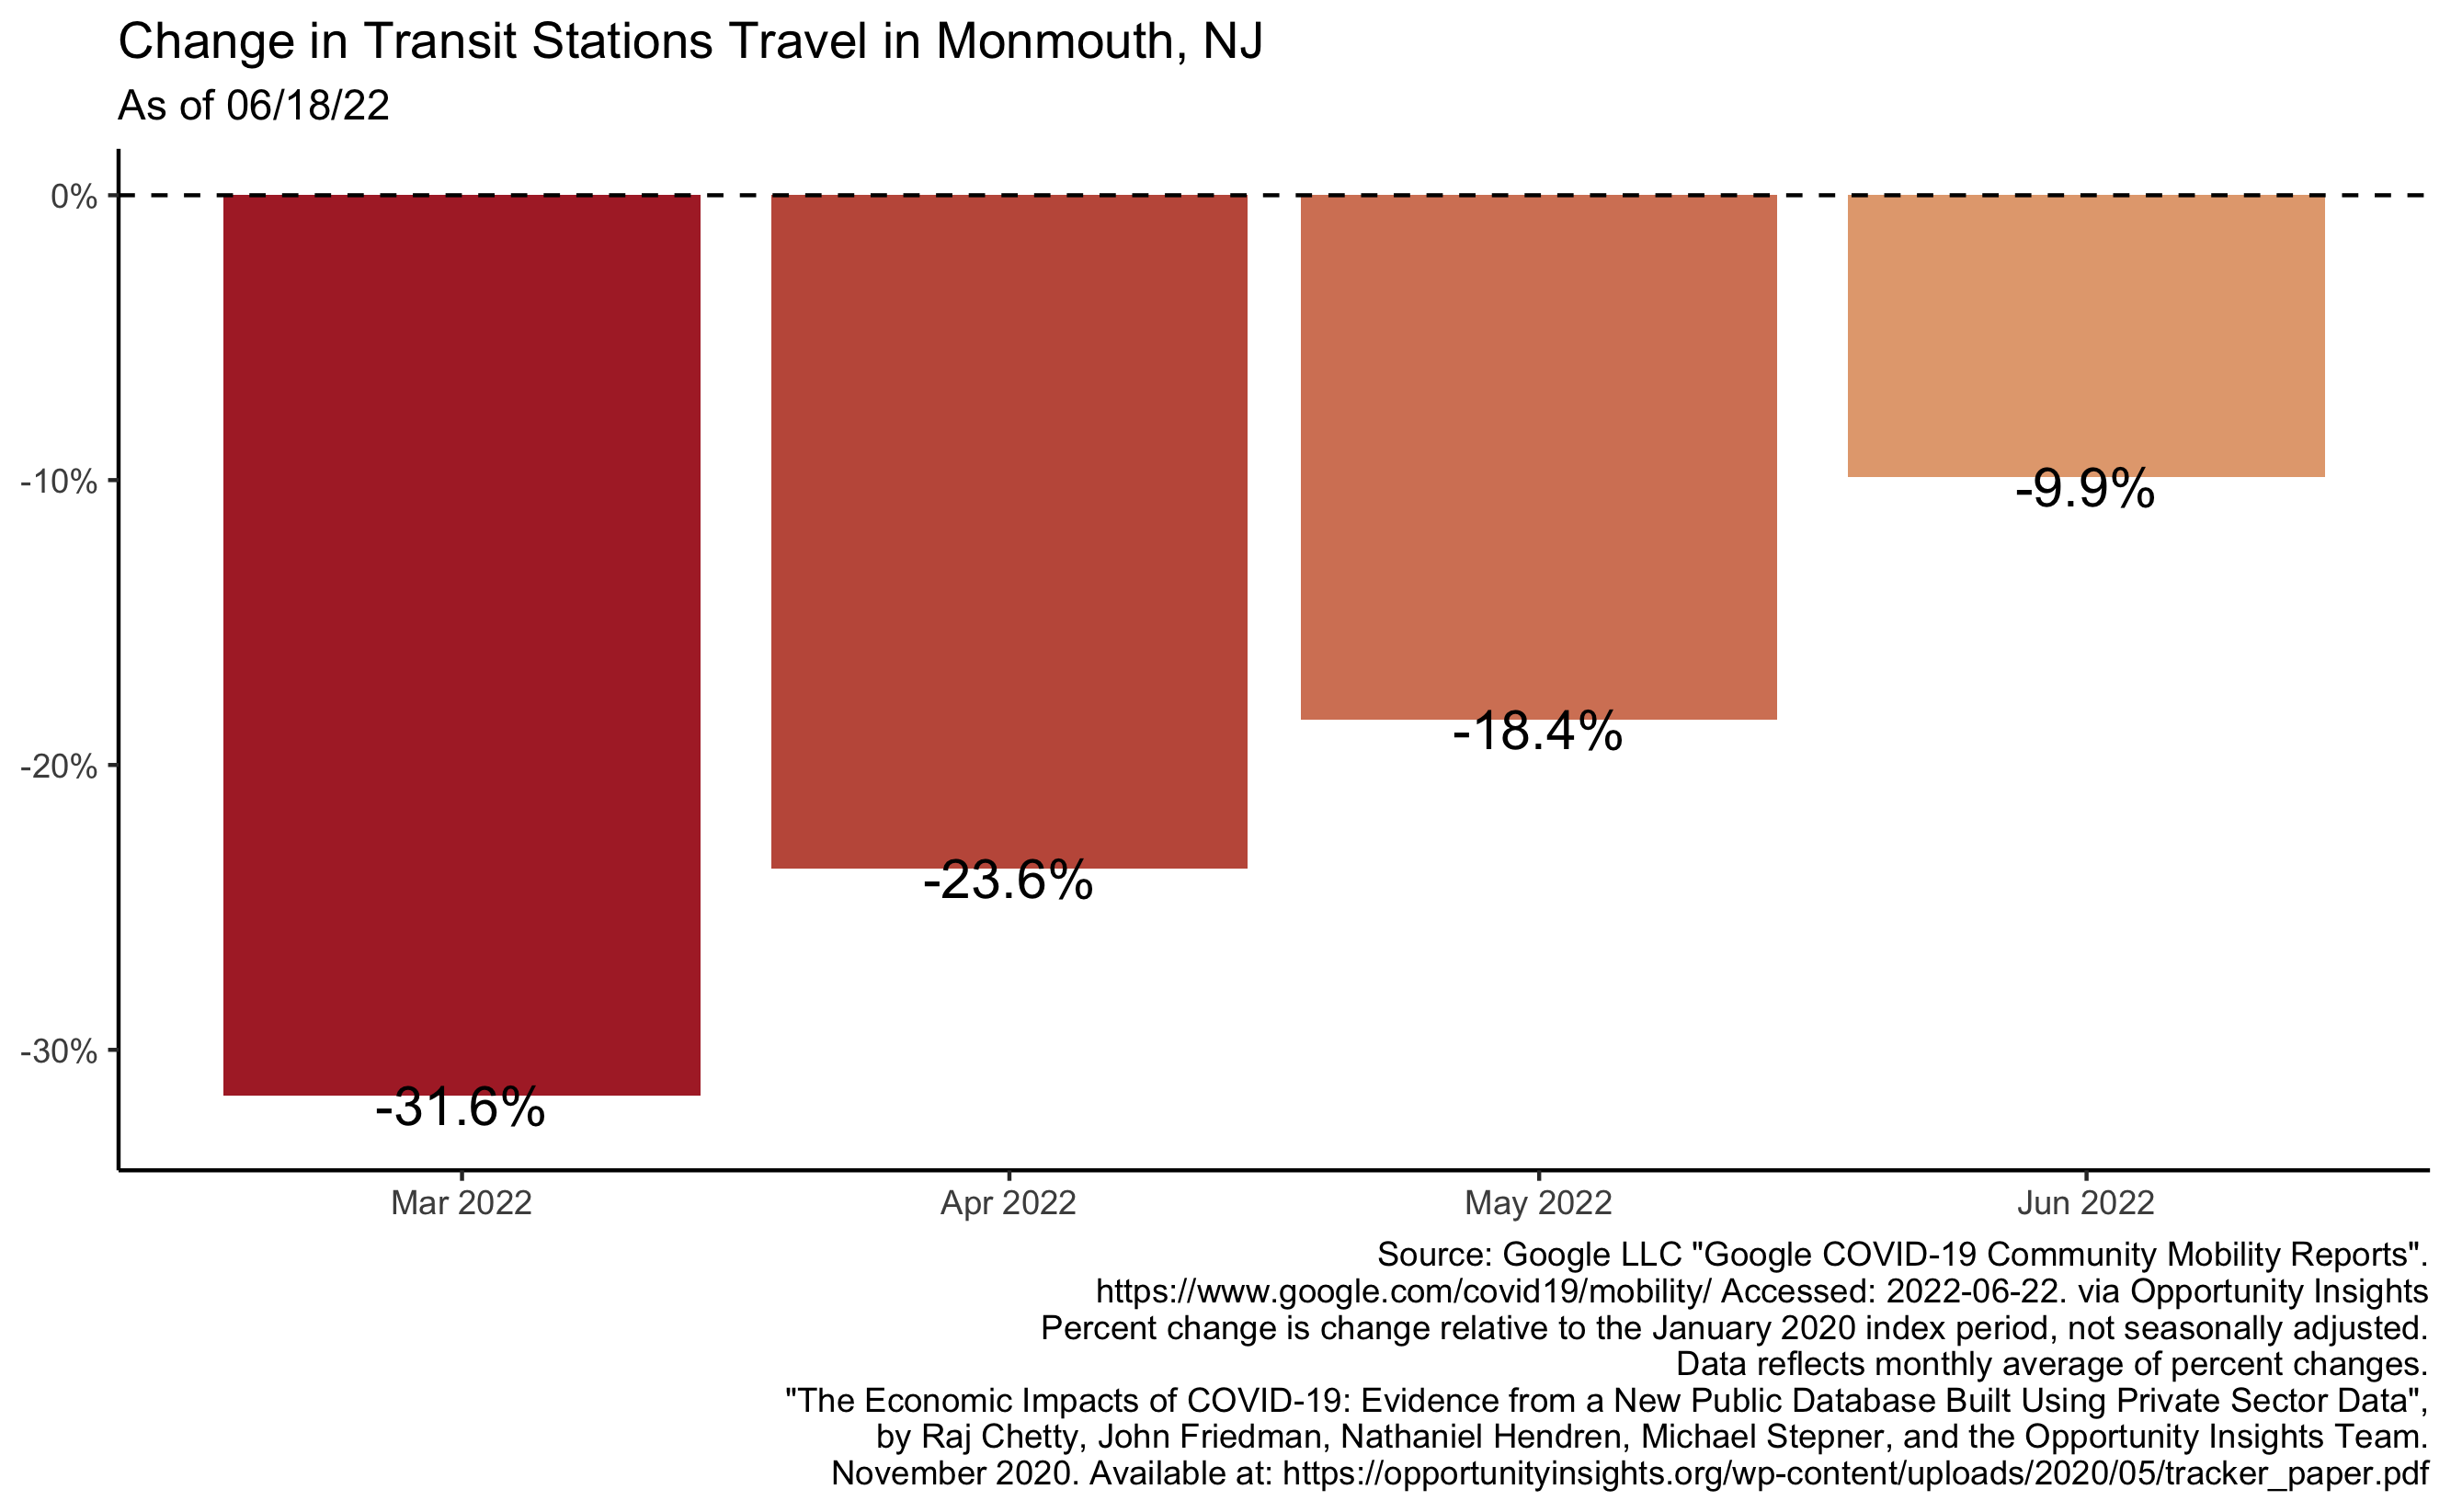 Change in Transit Stations Travel in Monmouth, NJ
As of 06/18/22
0%
-10%
-20%
-30%
-31.6%
-23.6%
-18.4%
-9.9%
Mar 2022
Apr 2022
May 2022
Jun 2022
Source: Google LLC "Google COVID-19 Community Mobility Reports".
https://www.google.com/covid19/mobility/ Accessed: 2022-06-22. via Opportunity Insights
Percent change is change relative to the January 2020 index period, not seasonally adjusted.
Data reflects monthly average of percent changes.
"The Economic Impacts of COVID-19: Evidence from a New Public Database Built Using Private Sector Data",
by Raj Chetty, John Friedman, Nathaniel Hendren, Michael Stepner, and the Opportunity Insights Team.
November 2020. Available at: https://opportunityinsights.org/wp-content/uploads/2020/05/tracker_paper.pdf